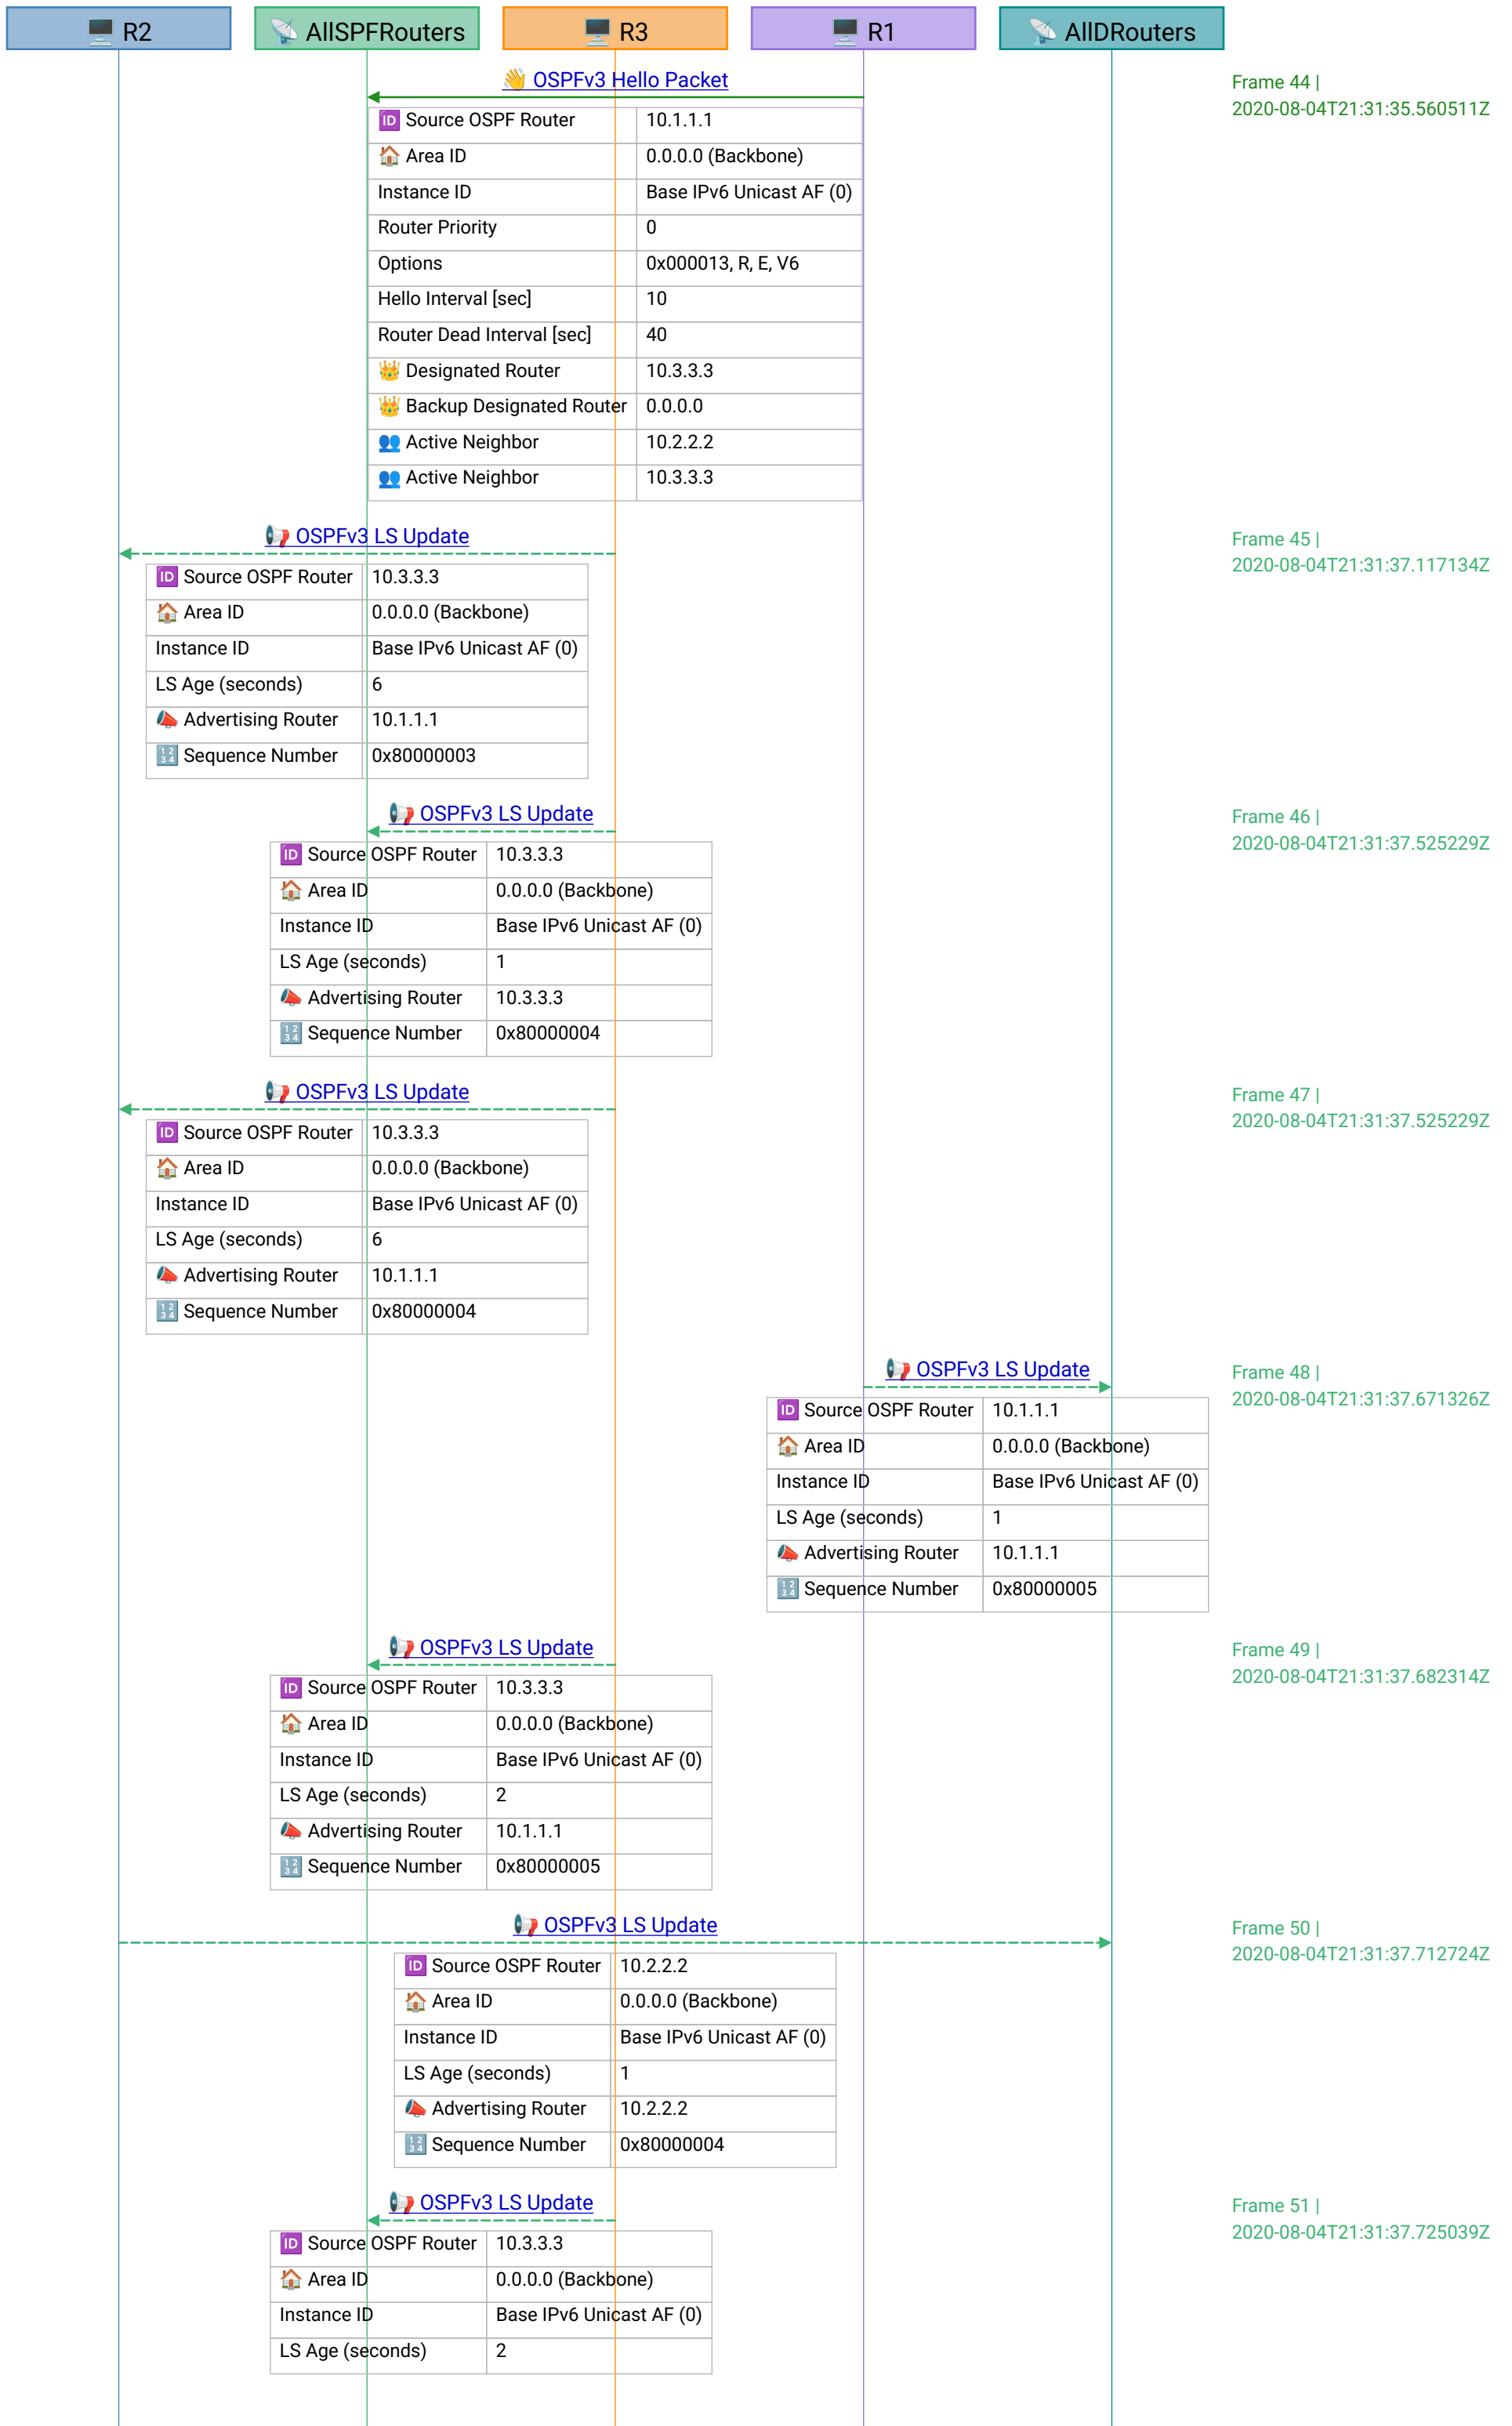 R2
AllSPFRouters
R3
R1
AllDRouters
OSPFv3 Hello Packet
Frame 44 |
2020-08-04T21:31:35.560511Z
Source OSPF Router 10.1.1.1
Area ID 0.0.0.0 (Backbone)
Instance ID Base IPv6 Unicast AF (0)
Router Priority 0
Options 0x000013, R, E, V6
Hello Interval [sec] 10
Router Dead Interval [sec] 40
Designated Router 10.3.3.3
Backup Designated Router 0.0.0.0
Active Neighbor 10.2.2.2
Active Neighbor 10.3.3.3
OSPFv3 LS Update
Frame 45 |
2020-08-04T21:31:37.117134Z
Source OSPF Router 10.3.3.3
Area ID 0.0.0.0 (Backbone)
Instance ID Base IPv6 Unicast AF (0)
LS Age (seconds) 6
Advertising Router 10.1.1.1
Sequence Number 0x80000003
OSPFv3 LS Update
Frame 46 |
2020-08-04T21:31:37.525229Z
Source OSPF Router 10.3.3.3
Area ID 0.0.0.0 (Backbone)
Instance ID Base IPv6 Unicast AF (0)
LS Age (seconds) 1
Advertising Router 10.3.3.3
Sequence Number 0x80000004
OSPFv3 LS Update
Frame 47 |
2020-08-04T21:31:37.525229Z
Source OSPF Router 10.3.3.3
Area ID 0.0.0.0 (Backbone)
Instance ID Base IPv6 Unicast AF (0)
LS Age (seconds) 6
Advertising Router 10.1.1.1
Sequence Number 0x80000004
OSPFv3 LS Update
Frame 48 |
2020-08-04T21:31:37.671326Z
Source OSPF Router 10.1.1.1
Area ID 0.0.0.0 (Backbone)
Instance ID Base IPv6 Unicast AF (0)
LS Age (seconds) 1
Advertising Router 10.1.1.1
Sequence Number 0x80000005
OSPFv3 LS Update
Frame 49 |
2020-08-04T21:31:37.682314Z
Source OSPF Router 10.3.3.3
Area ID 0.0.0.0 (Backbone)
Instance ID Base IPv6 Unicast AF (0)
LS Age (seconds) 2
Advertising Router 10.1.1.1
Sequence Number 0x80000005
OSPFv3 LS Update
Frame 50 |
2020-08-04T21:31:37.712724Z
Source OSPF Router 10.2.2.2
Area ID 0.0.0.0 (Backbone)
Instance ID Base IPv6 Unicast AF (0)
LS Age (seconds) 1
Advertising Router 10.2.2.2
Sequence Number 0x80000004
OSPFv3 LS Update
Frame 51 |
2020-08-04T21:31:37.725039Z
Source OSPF Router 10.3.3.3
Area ID 0.0.0.0 (Backbone)
Instance ID Base IPv6 Unicast AF (0)
LS Age (seconds) 2